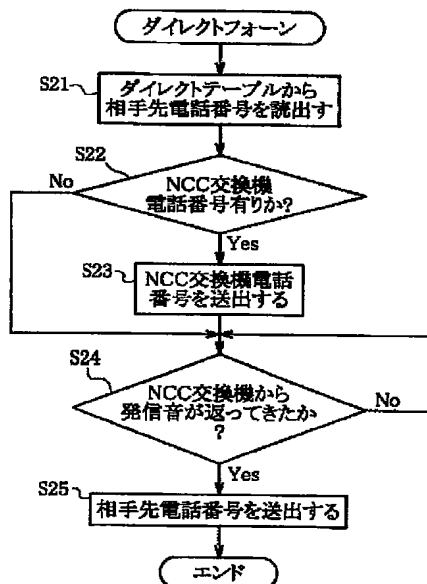 ダイレクトフォーン
S21
ダイレクトテーブルから
相手先電話番号を読出す
S22
No
NCC交換機
電話番号有りか?
Yes
S23
NCC交換機電話
番号を送出する
S24
NCC交換機から
発信音が返ってきたか
?
No
Yes
S25
相手先電話番号を送出する
エンド